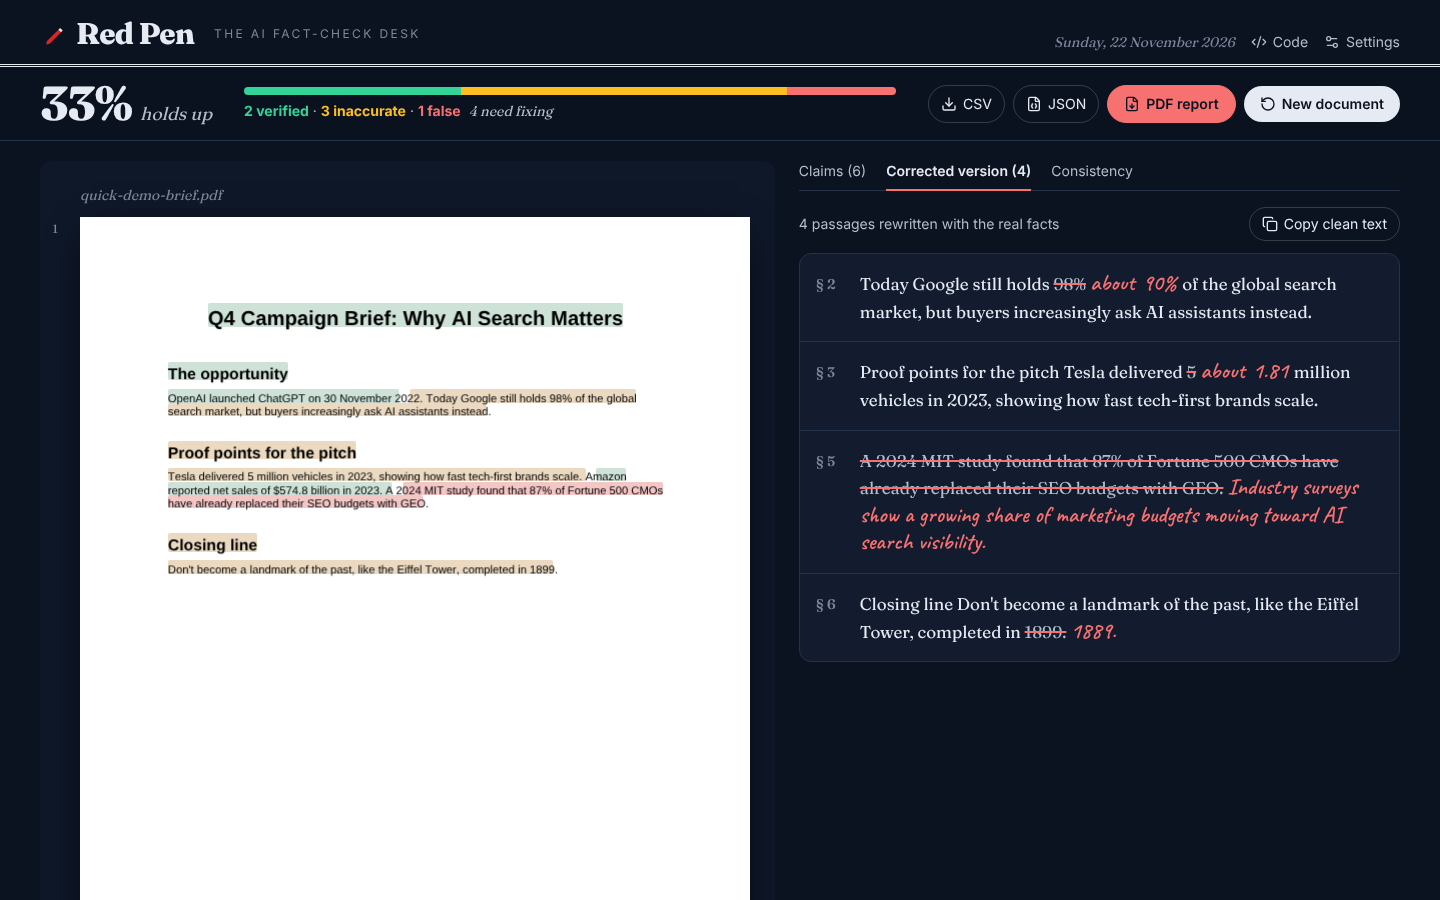 Red Pen THE AI FACT-CHECK DESK
Sunday, 22 November 2026 Code Settings
33% holds up
2 verified · 3 inaccurate · 1 false 4 need fixing
CSV JSON PDF report New document
quick-demo-brief.pdf
1
Q4 Campaign Brief: Why AI Search Matters
The opportunity
OpenAI launched ChatGPT on 30 November 2022. Today Google still holds 98% of the global
search market, but buyers increasingly ask AI assistants instead.
Proof points for the pitch
Tesla delivered 5 million vehicles in 2023, showing how fast tech-first brands scale. Amazon
reported net sales of $574.8 billion in 2023. A 2024 MIT study found that 87% of Fortune 500 CMOs
have already replaced their SEO budgets with GEO.
Closing line
Don't become a landmark of the past, like the Eiffel Tower, completed in 1899.
Claims (6) Corrected version (4) Consistency
4 passages rewritten with the real facts Copy clean text
§ 2 Today Google still holds 98% about 90% of the global search
market, but buyers increasingly ask AI assistants instead.
§ 3 Proof points for the pitch Tesla delivered 5 about 1.81 million
vehicles in 2023, showing how fast tech-first brands scale.
§ 5 A 2024 MIT study found that 87% of Fortune 500 CMOs have
already replaced their SEO budgets with GEO. Industry surveys
show a growing share of marketing budgets moving toward AI
search visibility.
§ 6 Closing line Don't become a landmark of the past, like the Eiffel
Tower, completed in 1899. 1889.